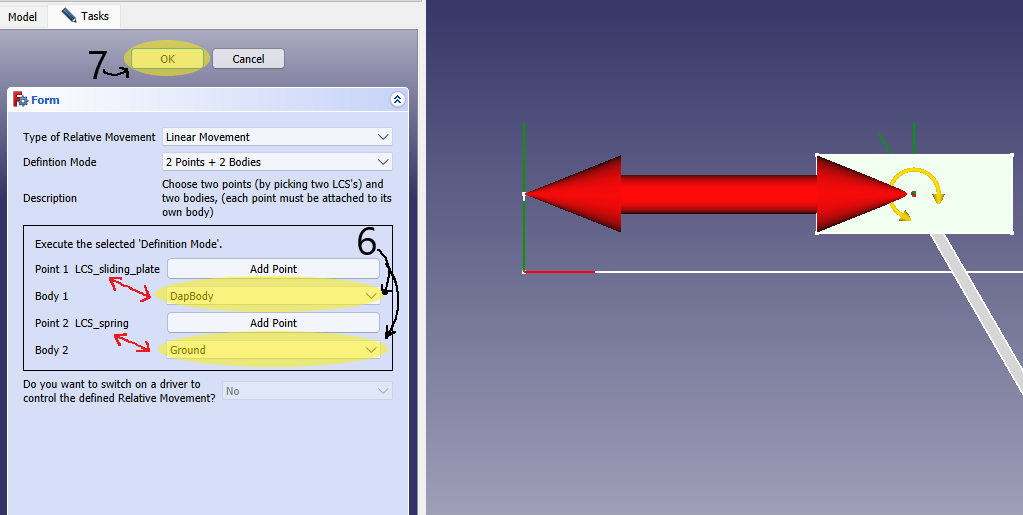 Model Tasks
7 OK Cancel
Form
Type of Relative Movement Linear Movement
Defintion Mode 2 Points + 2 Bodies
Description Choose two points (by picking two LCS's) and
two bodies, (each point must be attached to its
own body)
Execute the selected 'Definition Mode'. 6
Point 1 LCS_sliding_plate Add Point
Body 1 DapBody
Point 2 LCS_spring Add Point
Body 2 Ground
Do you want to switch on a driver to
control the defined Relative Movement? No